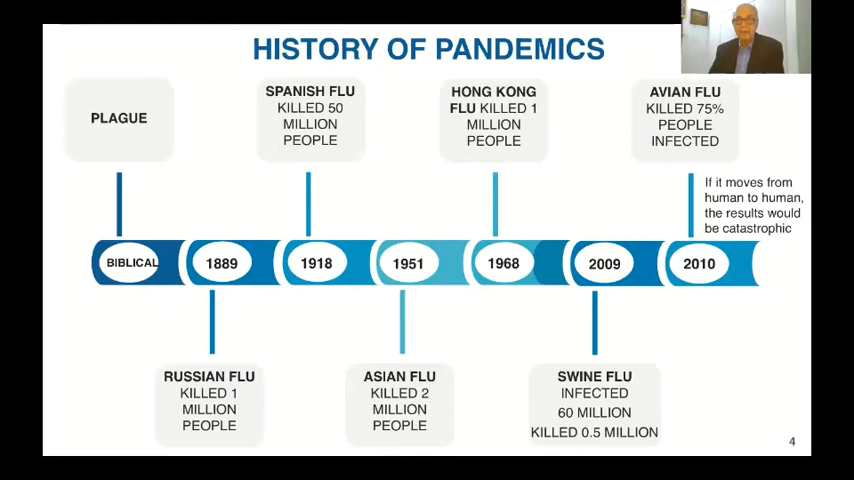 HISTORY OF PANDEMICS
PLAGUE
SPANISH FLU
KILLED 50
MILLION
PEOPLE
HONG KONG
FLU KILLED 1
MILLION
PEOPLE
AVIAN FLU
KILLED 75%
PEOPLE
INFECTED
If it moves from
human to human,
the results would
be catastrophic
BIBLICAL
1889
1918
1951
1968
2009
2010
RUSSIAN FLU
KILLED 1
MILLION
PEOPLE
ASIAN FLU
KILLED 2
MILLION
PEOPLE
SWINE FLU
INFECTED
60 MILLION
KILLED 0.5 MILLION
4